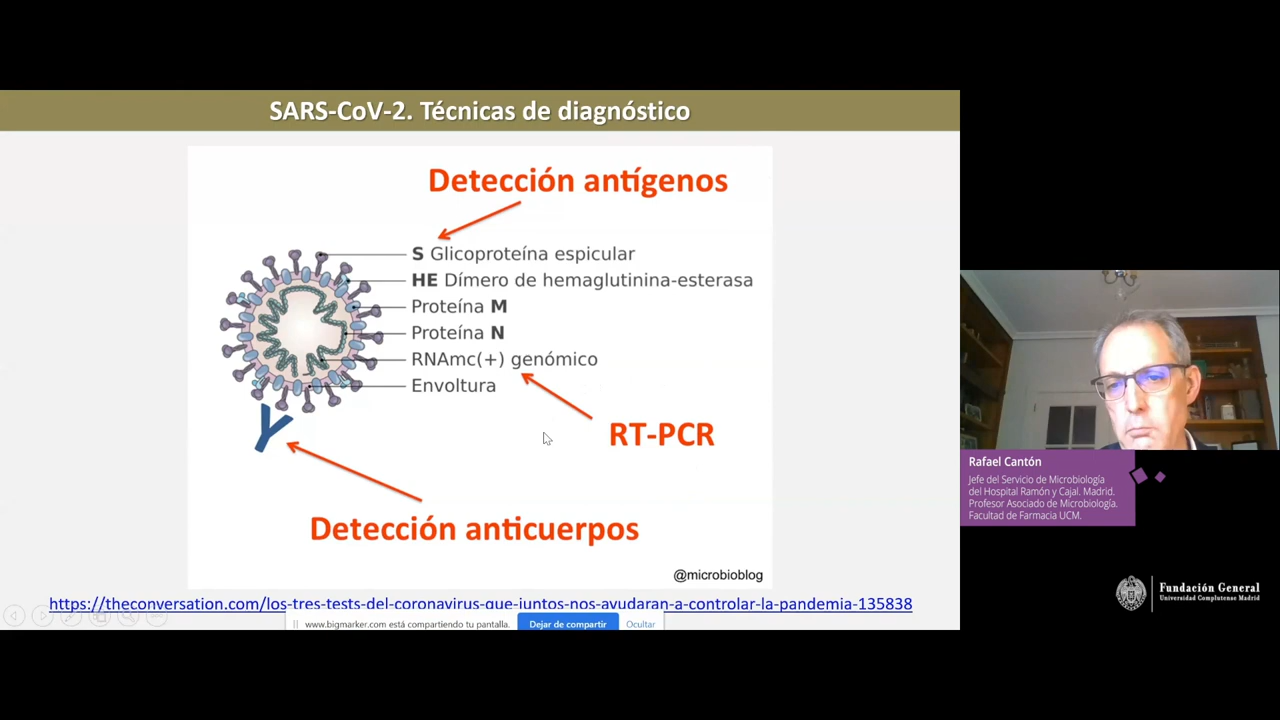 SARS-CoV-2. Técnicas de diagnóstico
Detección antígenos
S Glicoproteína espicular
HE Dímero de hemaglutinina-esterasa
Proteína M
Proteína N
RNAmc(+) genómico
Envoltura
RT-PCR
Detección anticuerpos
@microbioblog
https://theconversation.com/los-tres-tests-del-coronavirus-que-juntos-nos-ayudaran-a-controlar-la-pandemia-135838
www.bigmarker.com está compartiendo tu pantalla.
Dejar de compartir
Ocultar
Rafael Cantón
Jefe del Servicio de Microbiología
del Hospital Ramón y Cajal. Madrid.
Profesor Asociado de Microbiología.
Facultad de Farmacia UCM.
Fundación General
Universidad Complutense Madrid